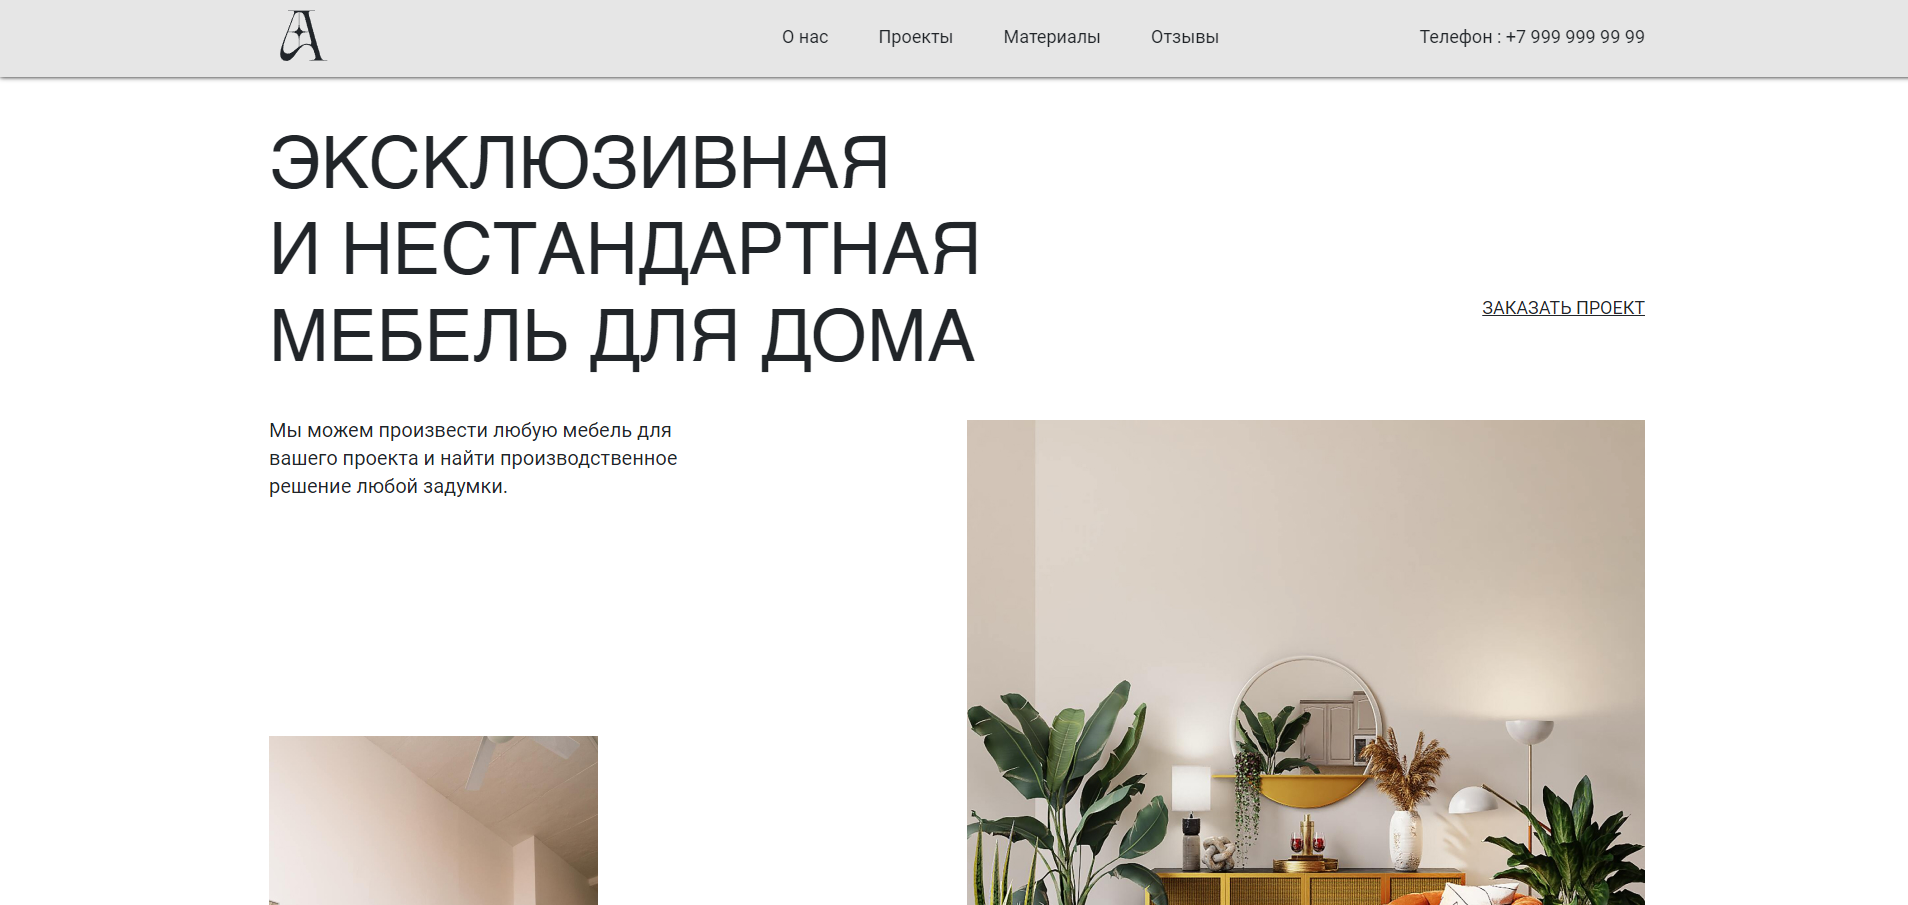 A
О нас
Проекты
Материалы
Отзывы
Телефон : +7 999 999 99 99
ЭКСКЛЮЗИВНАЯ
И НЕСТАНДАРТНАЯ
МЕБЕЛЬ ДЛЯ ДОМА
ЗАКАЗАТЬ ПРОЕКТ
Мы можем произвести любую мебель для
вашего проекта и найти производственное
решение любой задумки.